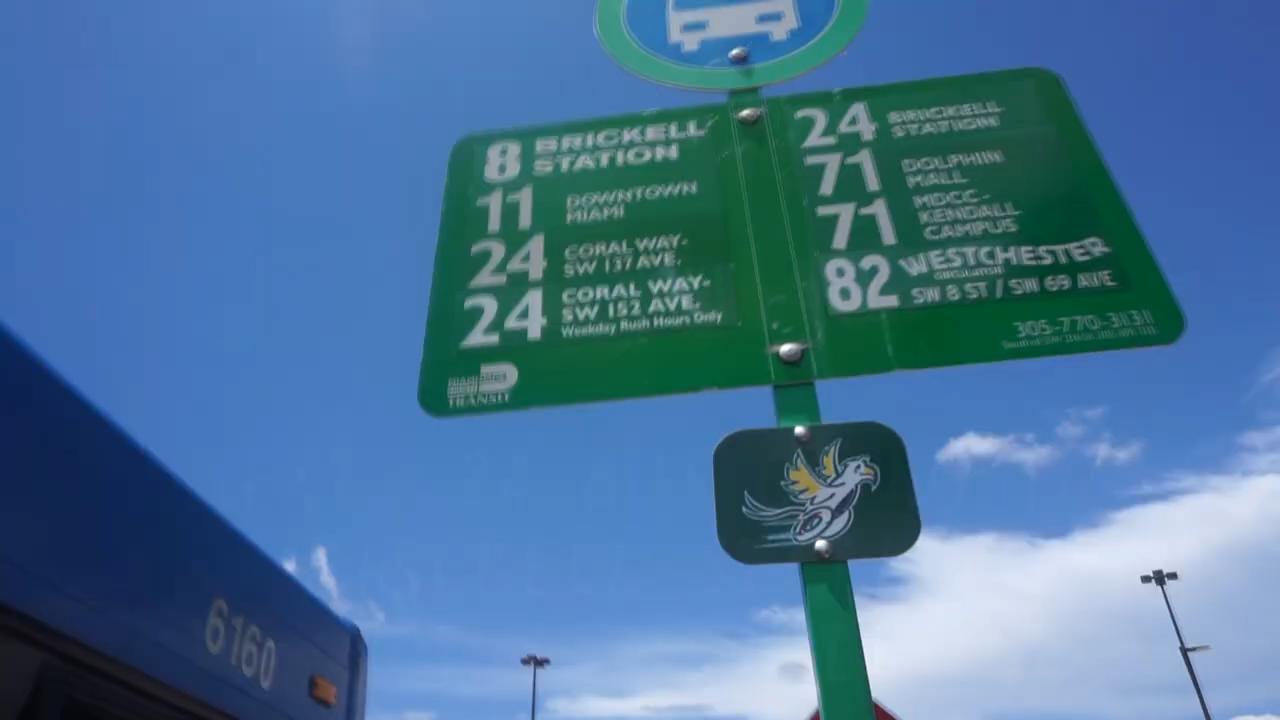 8 BRICKELL
STATION
11 DOWNTOWN
MIAMI
24 CORAL WAY-
SW 137 AVE.
24 CORAL WAY-
SW 152 AVE.
Weekday Rush Hours Only
TRANSIT
24 BRICKELL
STATION
71 DOLPHIN
MALL
71 MDCC-
KENDALL
CAMPUS
82 WESTCHESTER
CIRCULATOR
SW 8 ST / SW 69 AVE
305-770-3131
6160